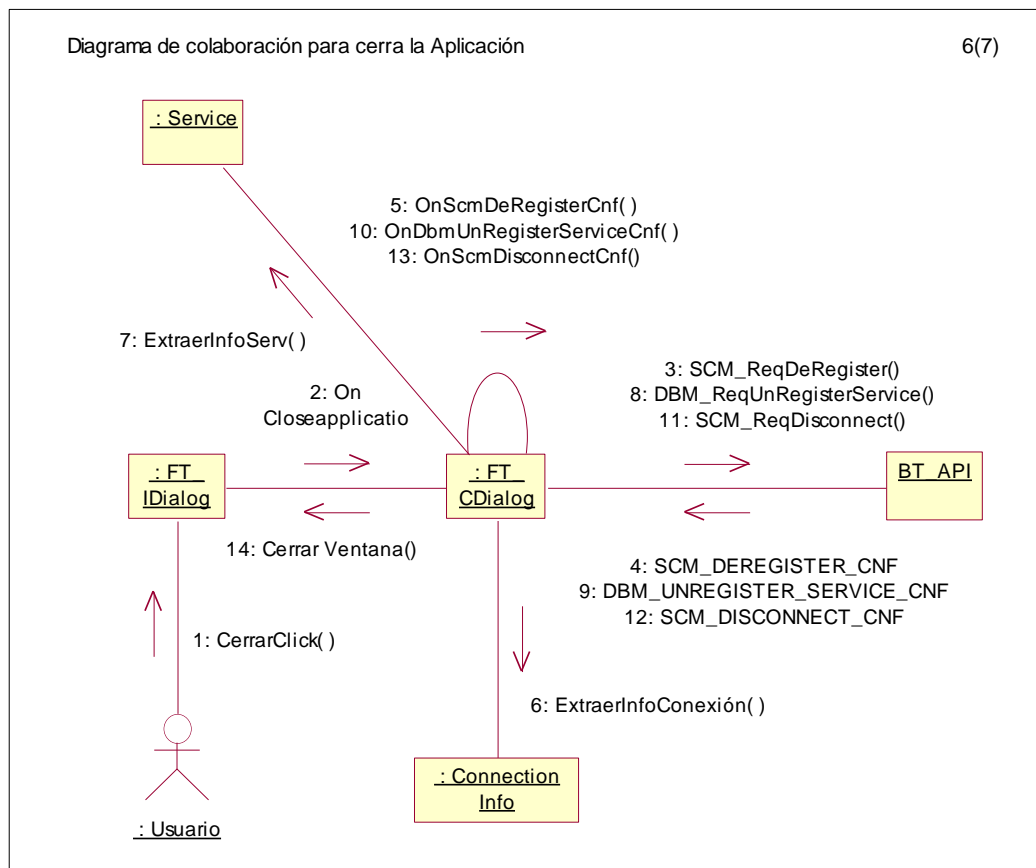 Diagrama de colaboración para cerra la Aplicación 6(7)
: Service
5: OnScmDeRegisterCnf( )
10: OnDbmUnRegisterServiceCnf( )
13: OnScmDisconnectCnf()
7: ExtraerInfoServ( )
2: On
Closeapplicatio
3: SCM_ReqDeRegister()
8: DBM_ReqUnRegisterService()
11: SCM_ReqDisconnect()
: FT_
IDialog
: FT_
CDialog
BT_API
14: Cerrar Ventana()
4: SCM_DEREGISTER_CNF
9: DBM_UNREGISTER_SERVICE_CNF
12: SCM_DISCONNECT_CNF
1: CerrarClick( )
6: ExtraerInfoConexión( )
: Connection
Info
: Usuario